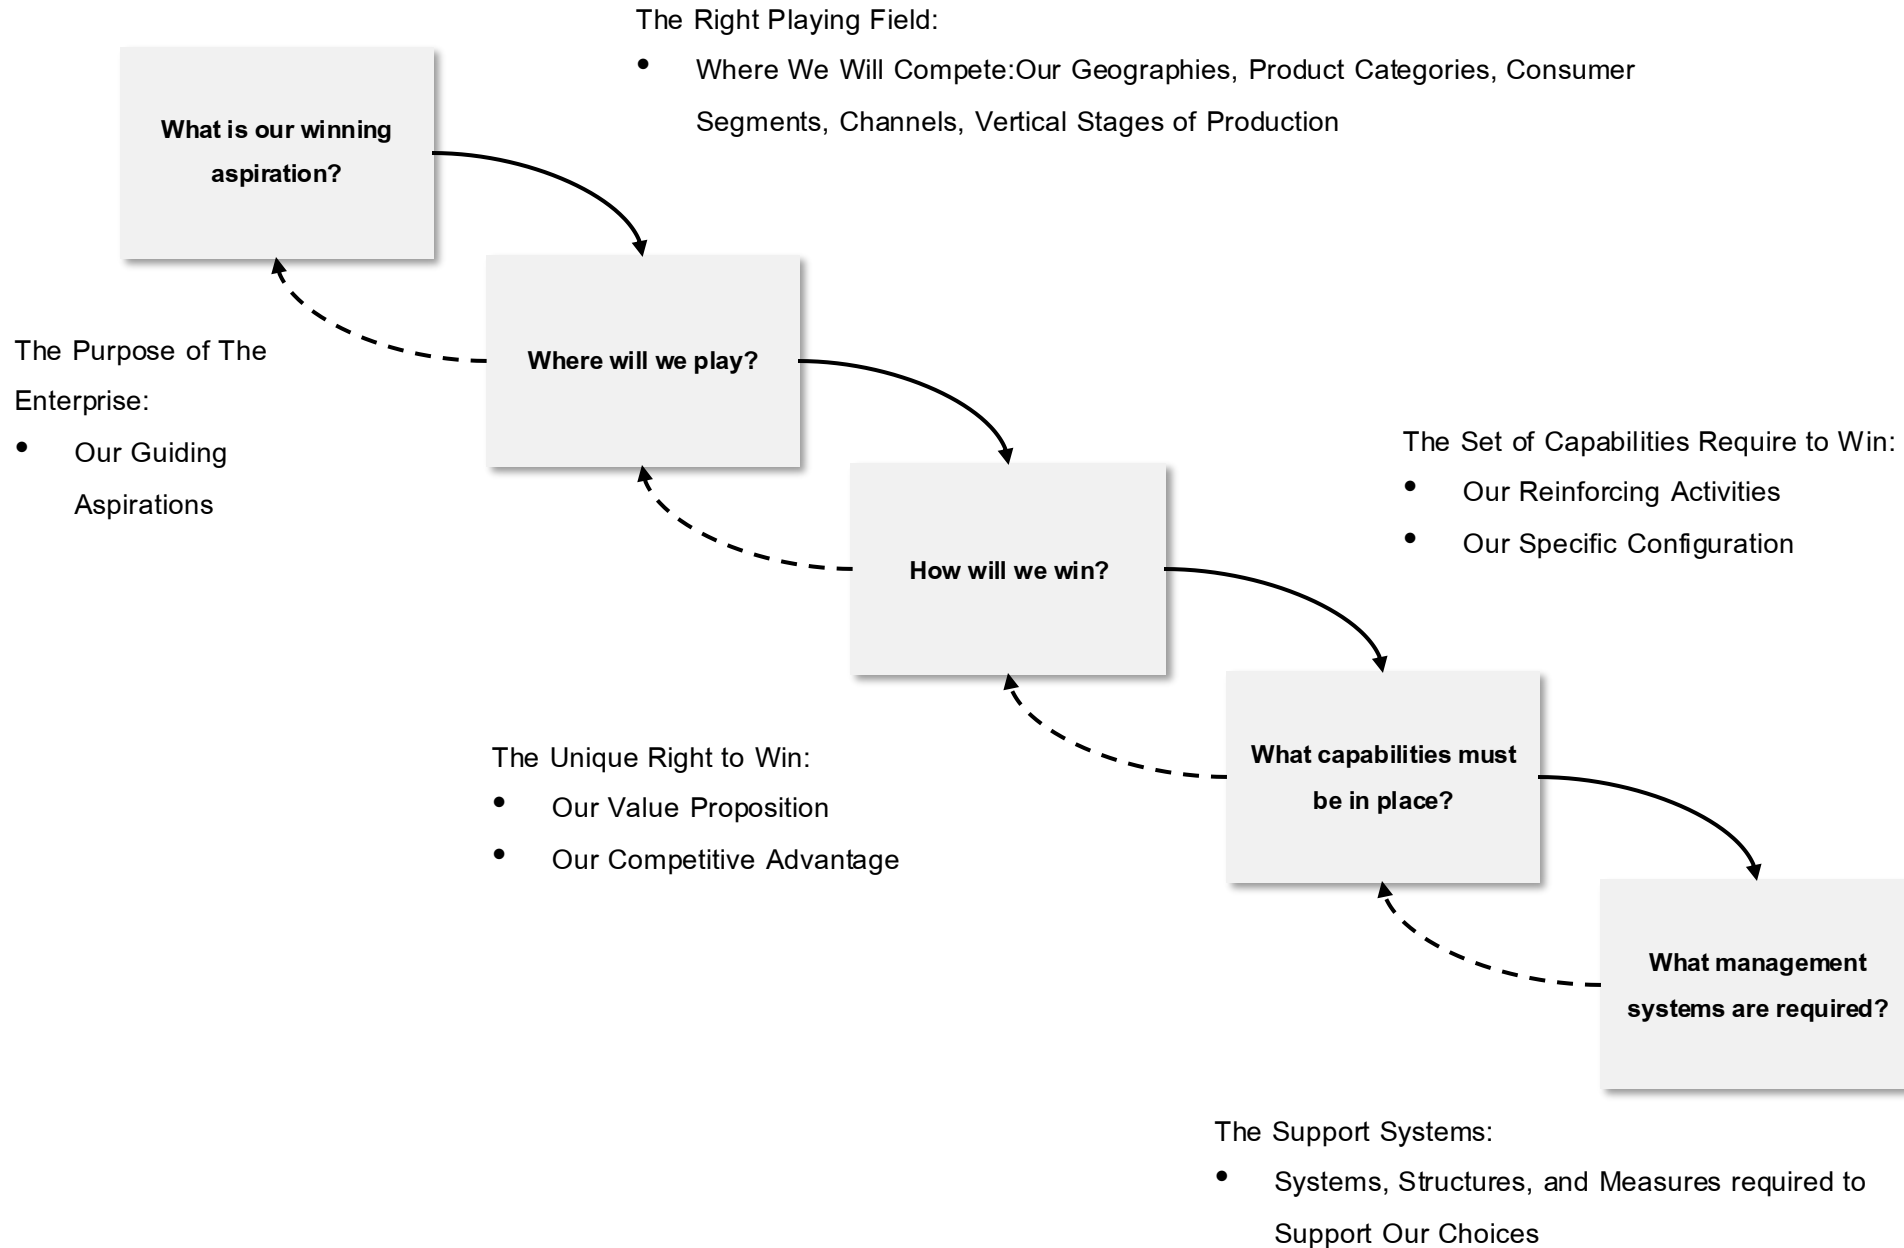 The Right Playing Field:
• Where We Will Compete:Our Geographies, Product Categories, Consumer
Segments, Channels, Vertical Stages of Production
What is our winning
aspiration?
Where will we play?
The Purpose of The
Enterprise:
• Our Guiding
Aspirations
The Set of Capabilities Require to Win:
• Our Reinforcing Activities
• Our Specific Configuration
How will we win?
The Unique Right to Win:
• Our Value Proposition
• Our Competitive Advantage
What capabilities must
be in place?
What management
systems are required?
The Support Systems:
• Systems, Structures, and Measures required to
Support Our Choices